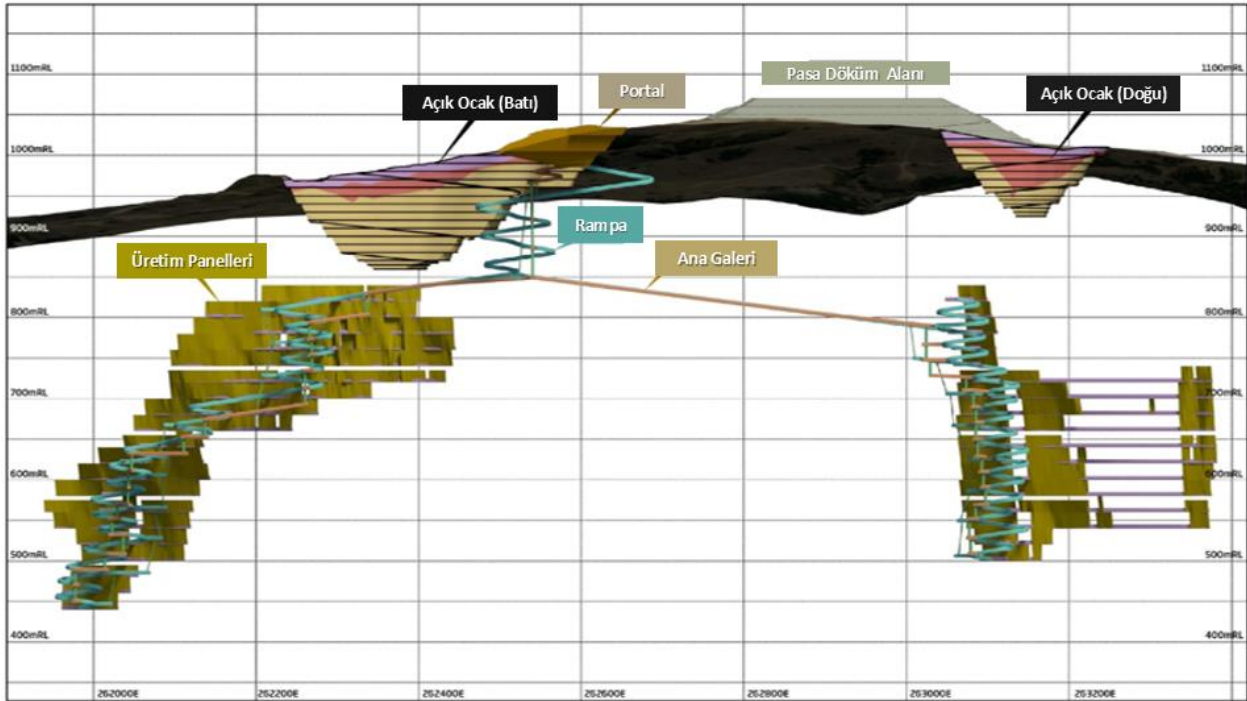 1100mRL
Pasa Döküm Alanı
1100mRL
Açık Ocak (Batı)
Portal
Açık Ocak (Doğu)
1000mRL
1000mRL
900mRL
Rampa
900mRL
Üretim Panelleri
Ana Galeri
800mRL
800mRL
700mRL
700mRL
600mRL
600mRL
500mRL
500mRL
400mRL
400mRL
262000E
262200E
262400E
262600E
262800E
263000E
263200E